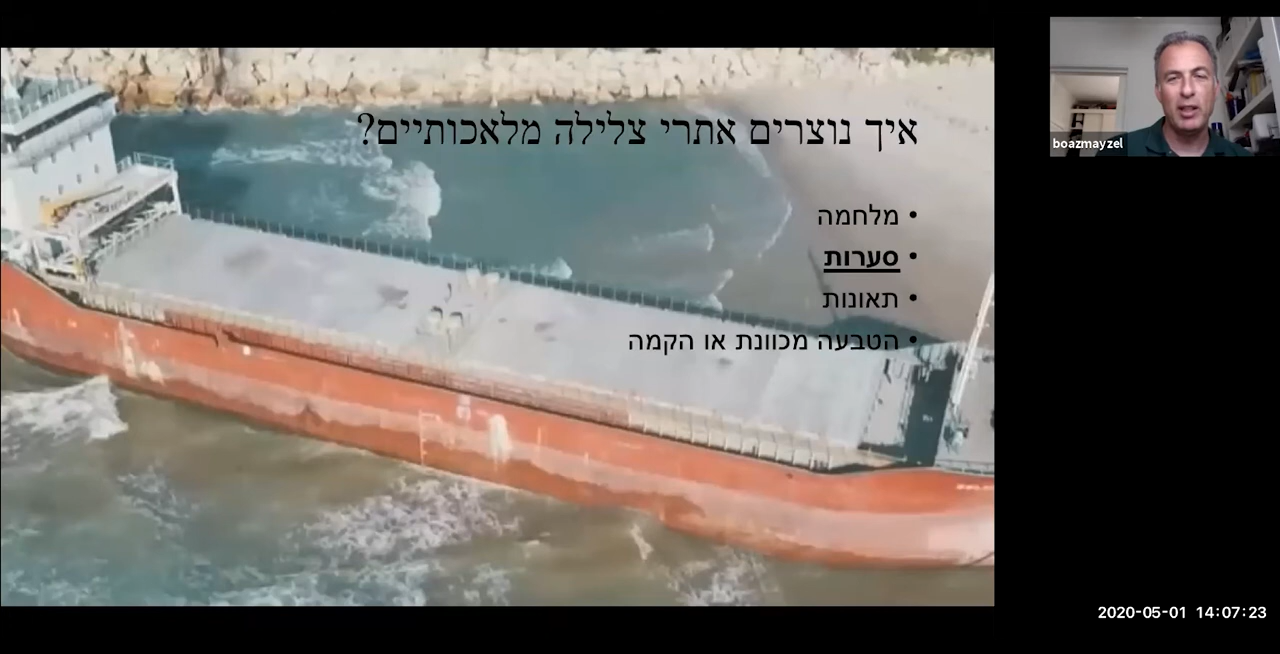 איך נוצרים אתרי צלילה מלאכותיים?
• מלחמה
• סערות
• תאונות
• הטבעה מכוונת או הקמה
boazmayzel
2020-05-01 14:07:23